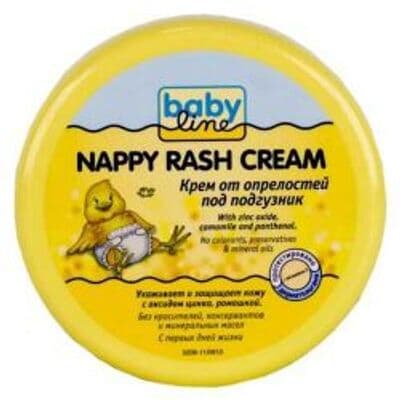 baby
line
NAPPY RASH CREAM
Крем от опрелостей
под подгузник
With zinc oxide,
camomile and panthenol.
No colorants, preservatives
& mineral oils
протестировано
Ухаживает и защищает кожу
с оксидом цинка, ромашкой.
Без красителей, консервантов
и минеральных масел
С первых дней жизни